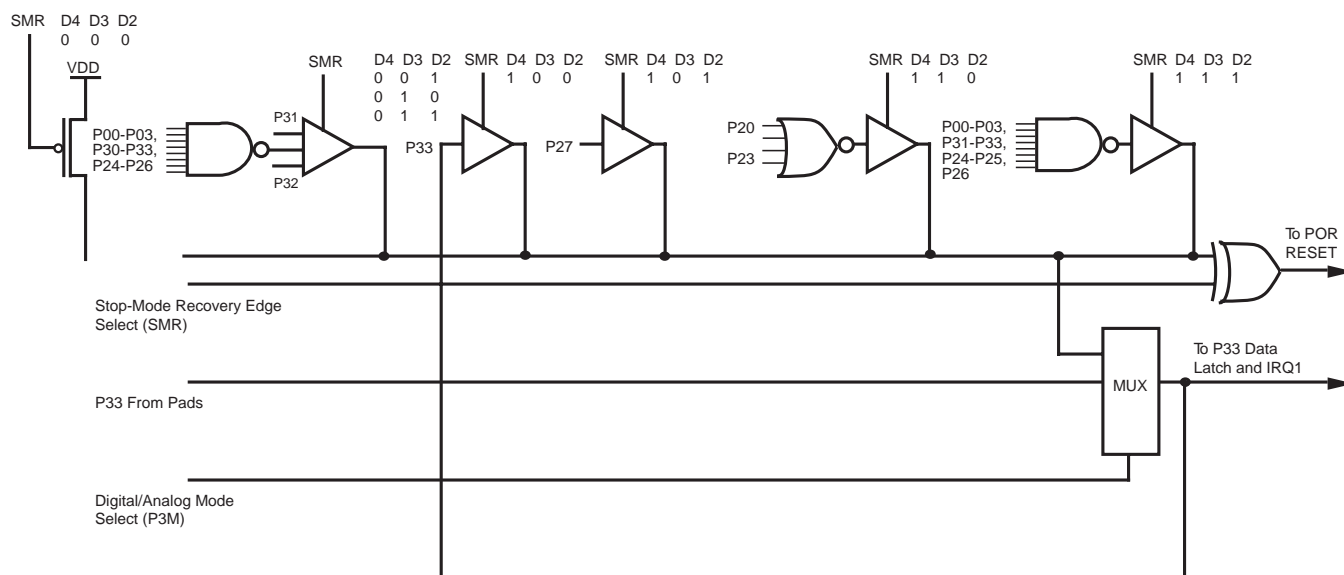 SMR D4 D3 D2
0 0 0
VDD
P00-P03,
P30-P33,
P24-P26
P31
P32
SMR
D4 D3 D2
0 0 1
0 1 0
0 1 1
SMR D4 D3 D2
1 0 0
P33
SMR D4 D3 D2
1 0 1
P27
SMR D4 D3 D2
1 1 0
P20
P23
SMR D4 D3 D2
1 1 1
P00-P03,
P31-P33,
P24-P25,
P26
To POR
RESET
Stop-Mode Recovery Edge
Select (SMR)
To P33 Data
Latch and IRQ1
MUX
P33 From Pads
Digital/Analog Mode
Select (P3M)